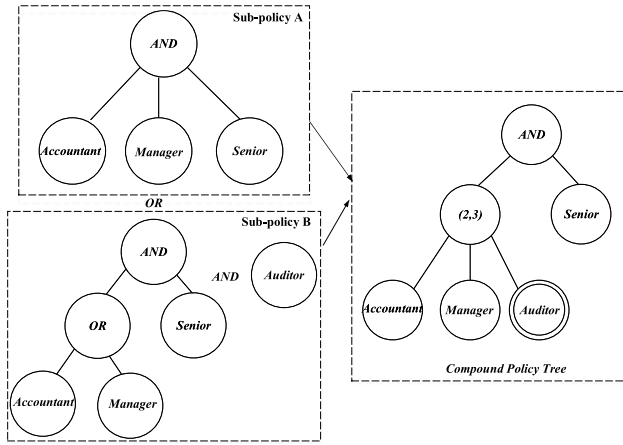 Sub-policy A
AND
Accountant
Manager
Senior
OR
Sub-policy B
AND
AND
Auditor
OR
Senior
Accountant
Manager
AND
(2,3)
Senior
Accountant
Manager
Auditor
Compound Policy Tree